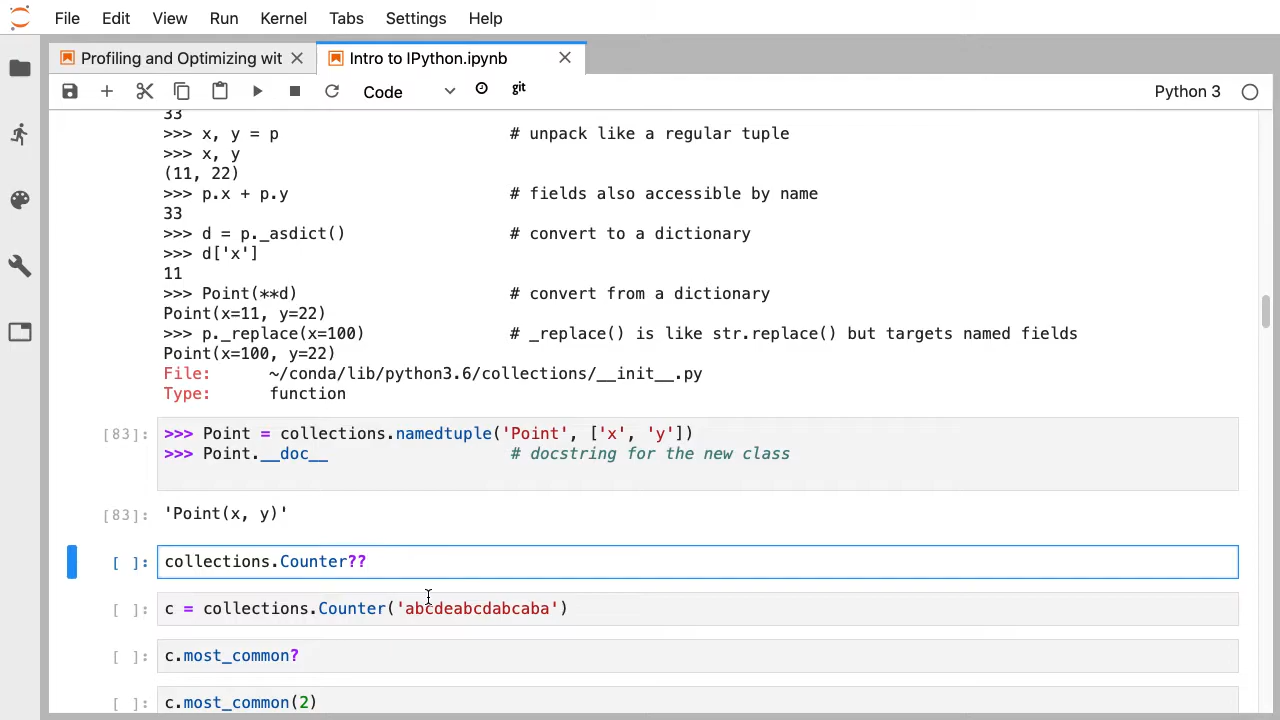 File Edit View Run Kernel Tabs Settings Help
Profiling and Optimizing wit
Intro to IPython.ipynb
Code
git
Python 3
33
>>> x, y = p # unpack like a regular tuple
>>> x, y
(11, 22)
>>> p.x + p.y # fields also accessible by name
33
>>> d = p._asdict() # convert to a dictionary
>>> d['x']
11
>>> Point(**d) # convert from a dictionary
Point(x=11, y=22)
>>> p._replace(x=100) # _replace() is like str.replace() but targets named fields
Point(x=100, y=22)
File: ~/conda/lib/python3.6/collections/__init__.py
Type: function
[83]: >>> Point = collections.namedtuple('Point', ['x', 'y'])
>>> Point.__doc__ # docstring for the new class
[83]: 'Point(x, y)'
[ ]: collections.Counter??
[ ]: c = collections.Counter('abcdeabcdabcaba')
[ ]: c.most_common?
[ ]: c.most_common(2)